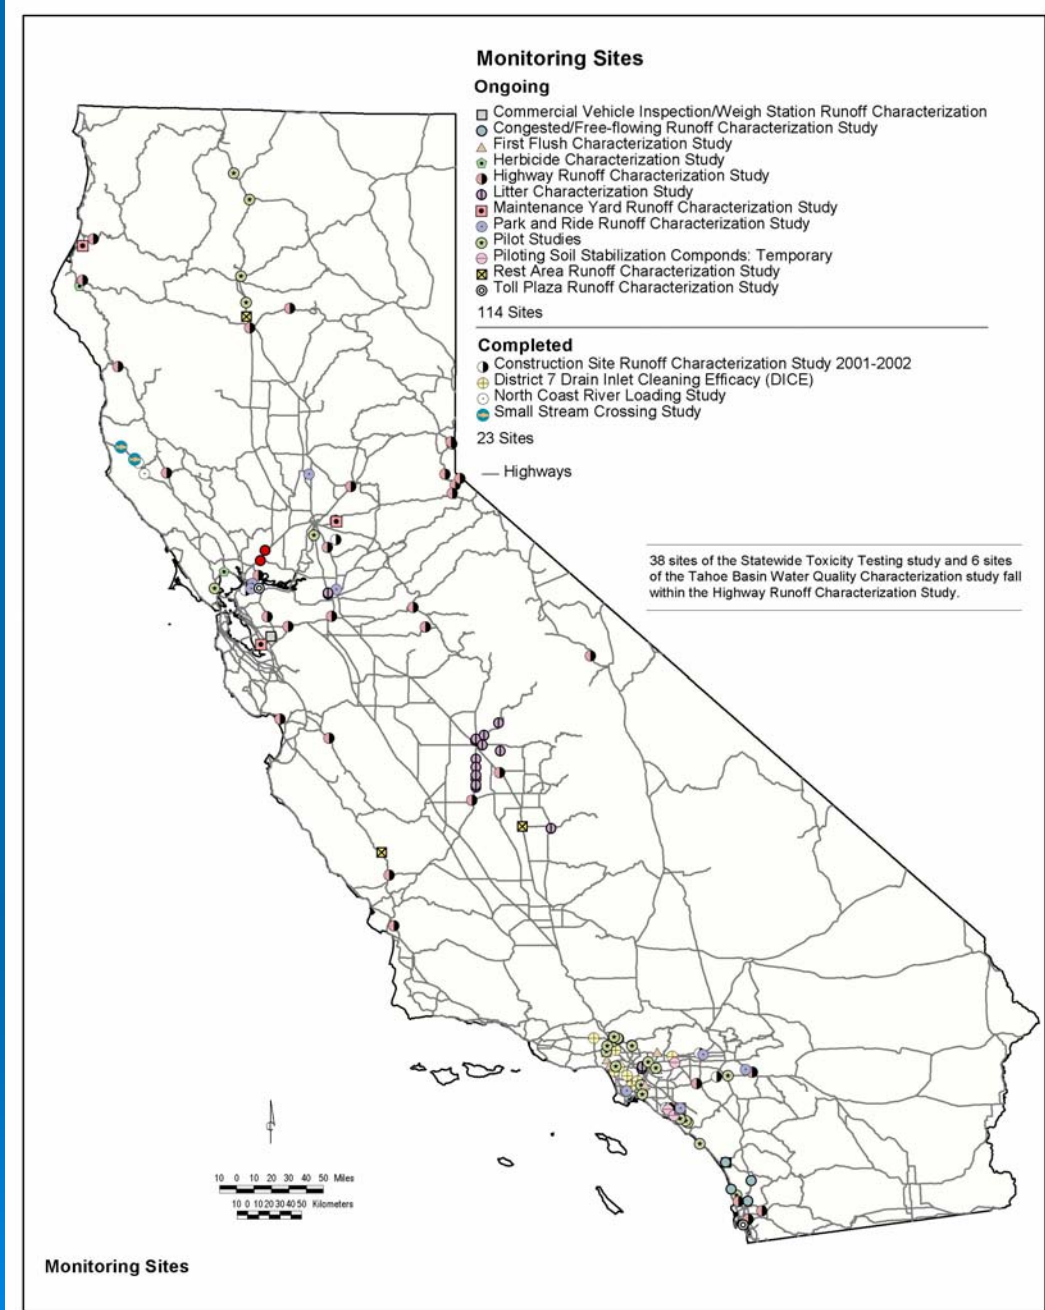 Monitoring Sites
Ongoing
Commercial Vehicle Inspection/Weigh Station Runoff Characterization
Congested/Free-flowing Runoff Characterization Study
First Flush Characterization Study
Herbicide Characterization Study
Highway Runoff Characterization Study
Litter Characterization Study
Maintenance Yard Runoff Characterization Study
Park and Ride Runoff Characterization Study
Pilot Studies
Piloting Soil Stabilization Componds: Temporary
Rest Area Runoff Characterization Study
Toll Plaza Runoff Characterization Study
114 Sites
Completed
Construction Site Runoff Characterization Study 2001-2002
District 7 Drain Inlet Cleaning Efficacy (DICE)
North Coast River Loading Study
Small Stream Crossing Study
23 Sites
Highways
38 sites of the Statewide Toxicity Testing study and 6 sites
of the Tahoe Basin Water Quality Characterization study fall
within the Highway Runoff Characterization Study.
10 0 10 20 30 40 50 Miles
10 0 10 20 30 40 50 Kilometers
Monitoring Sites